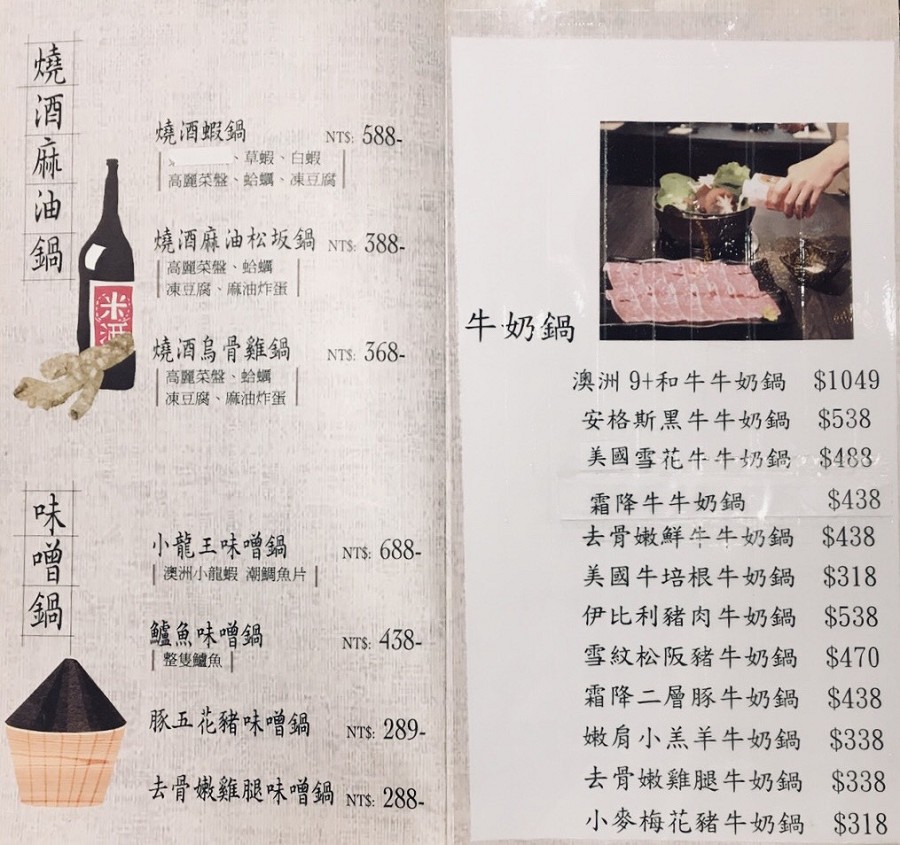 燒酒麻油鍋
米酒
燒酒蝦鍋 NT$: 588-
、草蝦、白蝦
高麗菜盤、蛤蠣、凍豆腐
燒酒麻油松坂鍋 NT$: 388-
高麗菜盤、蛤蠣
凍豆腐、麻油炸蛋
燒酒烏骨雞鍋 NT$: 368-
高麗菜盤、蛤蠣
凍豆腐、麻油炸蛋
味噌鍋
小龍王味噌鍋 NT$: 688-
澳洲小龍蝦 潮鯛魚片
鱸魚味噌鍋 NT$: 438-
整隻鱸魚
豚五花豬味噌鍋 NT$: 289-
去骨嫩雞腿味噌鍋 NT$: 288-
牛奶鍋
澳洲9+和牛牛奶鍋 $1049
安格斯黑牛牛奶鍋 $538
美國雪花牛牛奶鍋 $488
霜降牛牛奶鍋 $438
去骨嫩鮮牛牛奶鍋 $438
美國牛培根牛奶鍋 $318
伊比利豬肉牛奶鍋 $538
雪紋松阪豬牛奶鍋 $470
霜降二層豚牛奶鍋 $438
嫩肩小羔羊牛奶鍋 $338
去骨嫩雞腿牛奶鍋 $338
小麥梅花豬牛奶鍋 $318